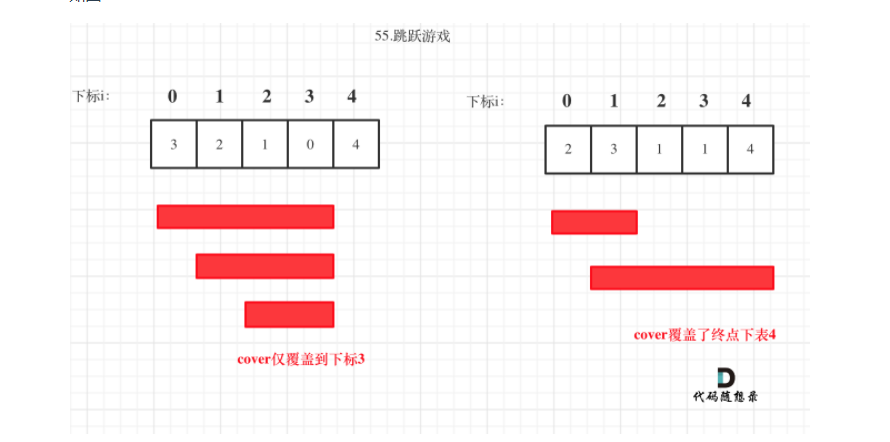 55.跳跃游戏
下标i: 0 1 2 3 4
3 2 1 0 4
cover仅覆盖到下标3
下标i: 0 1 2 3 4
2 3 1 1 4
cover覆盖了终点下表4
代码随想录